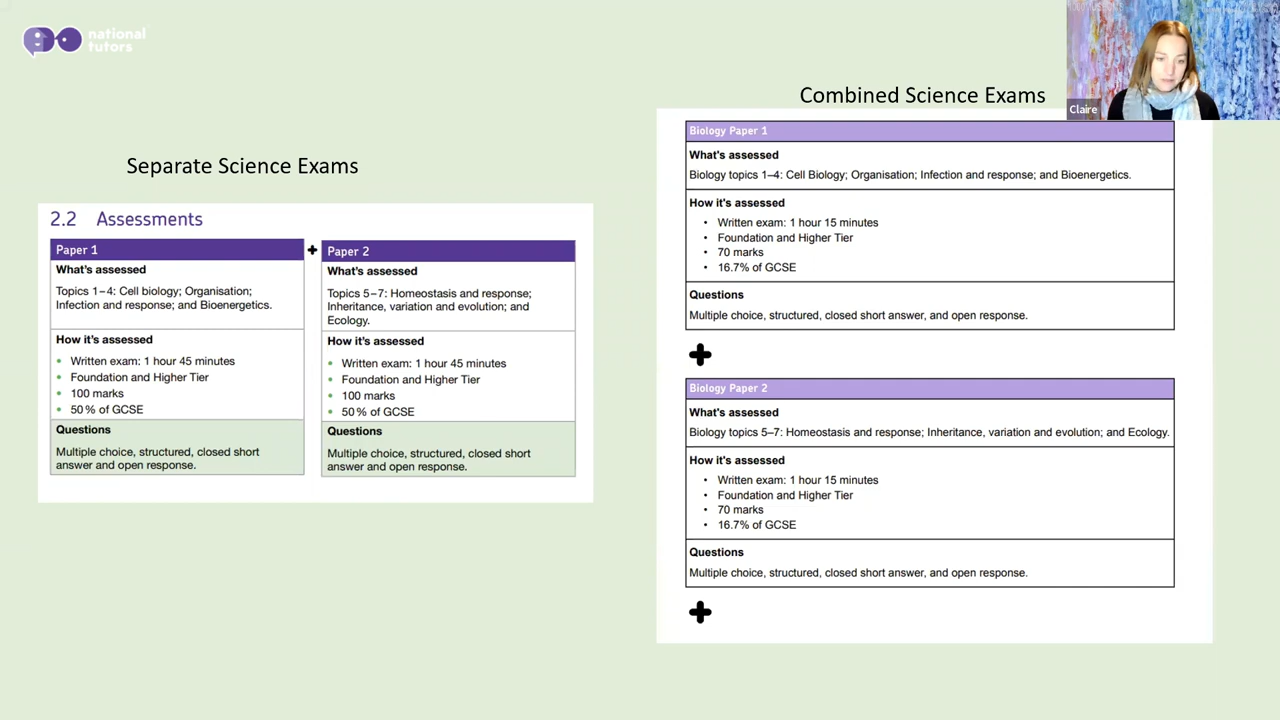 national
tutors
Claire
Separate Science Exams
2.2 Assessments
Paper 1
What's assessed
Topics 1–4: Cell biology; Organisation;
Infection and response; and Bioenergetics.
How it's assessed
• Written exam: 1 hour 45 minutes
• Foundation and Higher Tier
• 100 marks
• 50 % of GCSE
Questions
Multiple choice, structured, closed short
answer and open response.
+
Paper 2
What's assessed
Topics 5–7: Homeostasis and response;
Inheritance, variation and evolution; and
Ecology.
How it's assessed
• Written exam: 1 hour 45 minutes
• Foundation and Higher Tier
• 100 marks
• 50 % of GCSE
Questions
Multiple choice, structured, closed short
answer and open response.
Combined Science Exams
Biology Paper 1
What's assessed
Biology topics 1–4: Cell Biology; Organisation; Infection and response; and Bioenergetics.
How it's assessed
• Written exam: 1 hour 15 minutes
• Foundation and Higher Tier
• 70 marks
• 16.7% of GCSE
Questions
Multiple choice, structured, closed short answer, and open response.
+
Biology Paper 2
What's assessed
Biology topics 5–7: Homeostasis and response; Inheritance, variation and evolution; and Ecology.
How it's assessed
• Written exam: 1 hour 15 minutes
• Foundation and Higher Tier
• 70 marks
• 16.7% of GCSE
Questions
Multiple choice, structured, closed short answer, and open response.
+